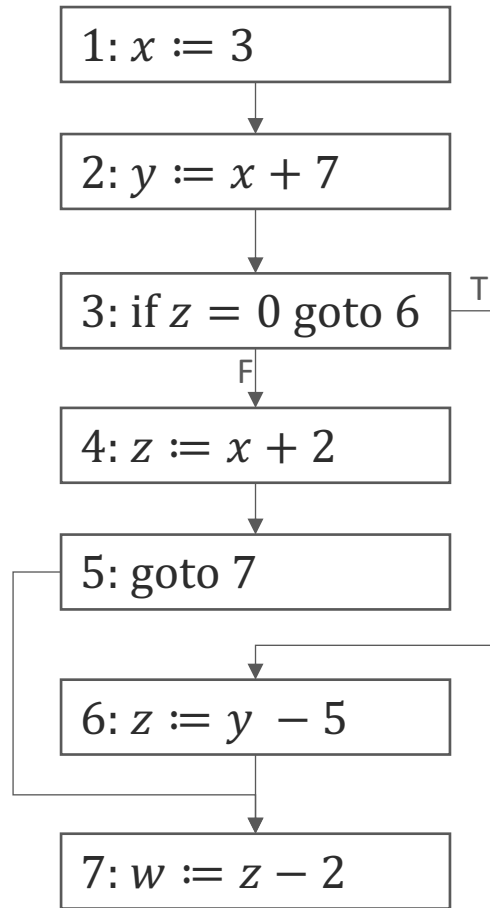 1: x ≔ 3
2: y ≔ x + 7
T
3: if z = 0 goto 6
F
4: z ≔ x + 2
5: goto 7
6: z ≔ y − 5
7: w ≔ z − 2